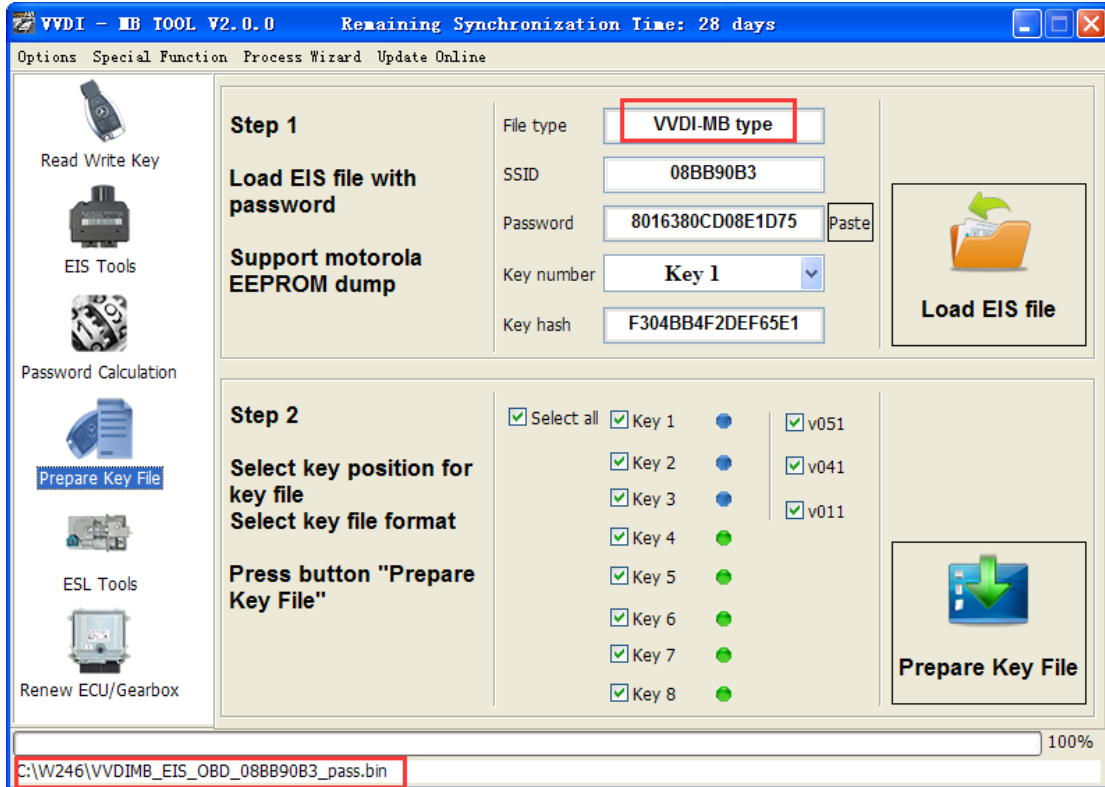 VVDI - MB TOOL V2.0.0 Remaining Synchronization Time: 28 days
Options Special Function Process Wizard Update Online
Read Write Key
EIS Tools
Password Calculation
Prepare Key File
ESL Tools
Renew ECU/Gearbox
Step 1
Load EIS file with
password
Support motorola
EEPROM dump
File type VVDI-MB type
SSID 08BB90B3
Password 8016380CD08E1D75 Paste
Key number Key 1
Key hash F304BB4F2DEF65E1
Load EIS file
Step 2
Select key position for
key file
Select key file format
Press button "Prepare
Key File"
Select all Key 1 v051
Key 2 v041
Key 3 v011
Key 4
Key 5
Key 6
Key 7
Key 8
Prepare Key File
100%
C:\W246\VVDIMB_EIS_OBD_08BB90B3_pass.bin